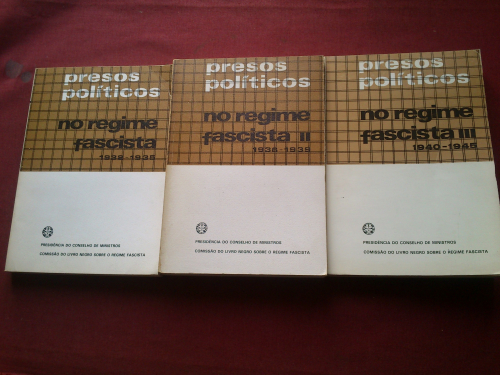 presos
políticos
no regime
fascista
1932-1935
PRESIDÊNCIA DO CONSELHO DE MINISTROS
COMISSÃO DO LIVRO NEGRO SOBRE O REGIME FASCISTA
presos
políticos
no regime
fascista II
1936-1939
PRESIDÊNCIA DO CONSELHO DE MINISTROS
COMISSÃO DO LIVRO NEGRO SOBRE O REGIME FASCISTA
presos
políticos
no regime
fascista III
1940-1945
PRESIDÊNCIA DO CONSELHO DE MINISTROS
COMISSÃO DO LIVRO NEGRO SOBRE O REGIME FASCISTA